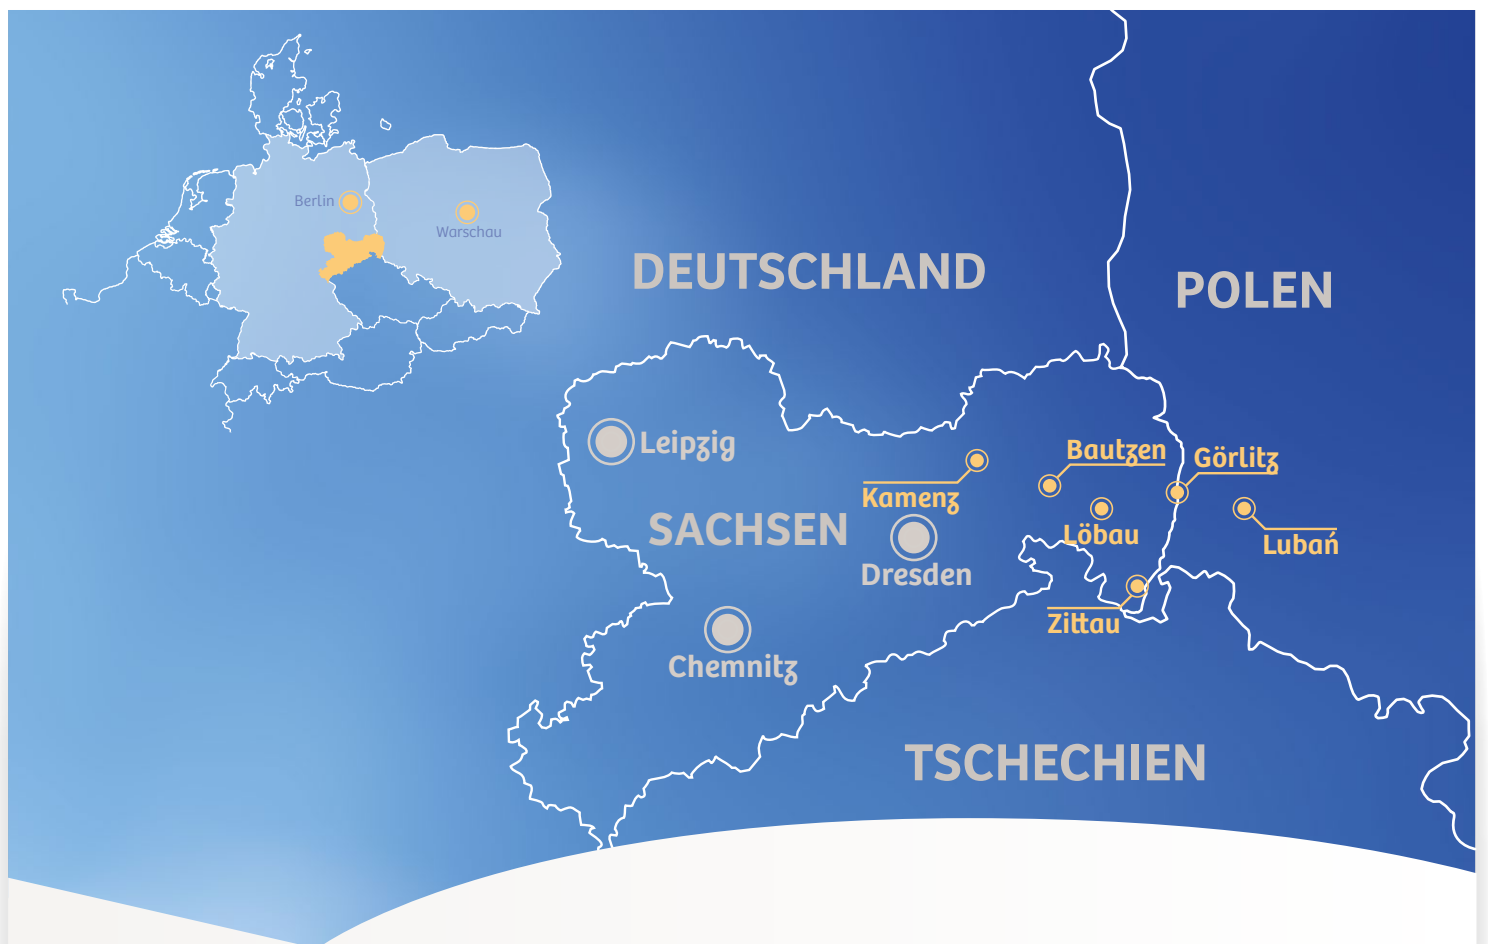 Berlin
Warschau
DEUTSCHLAND
POLEN
Leipzig
Bautzen
Görlitz
Kamenz
SACHSEN
Löbau
Lubań
Dresden
Zittau
Chemnitz
TSCHECHIEN